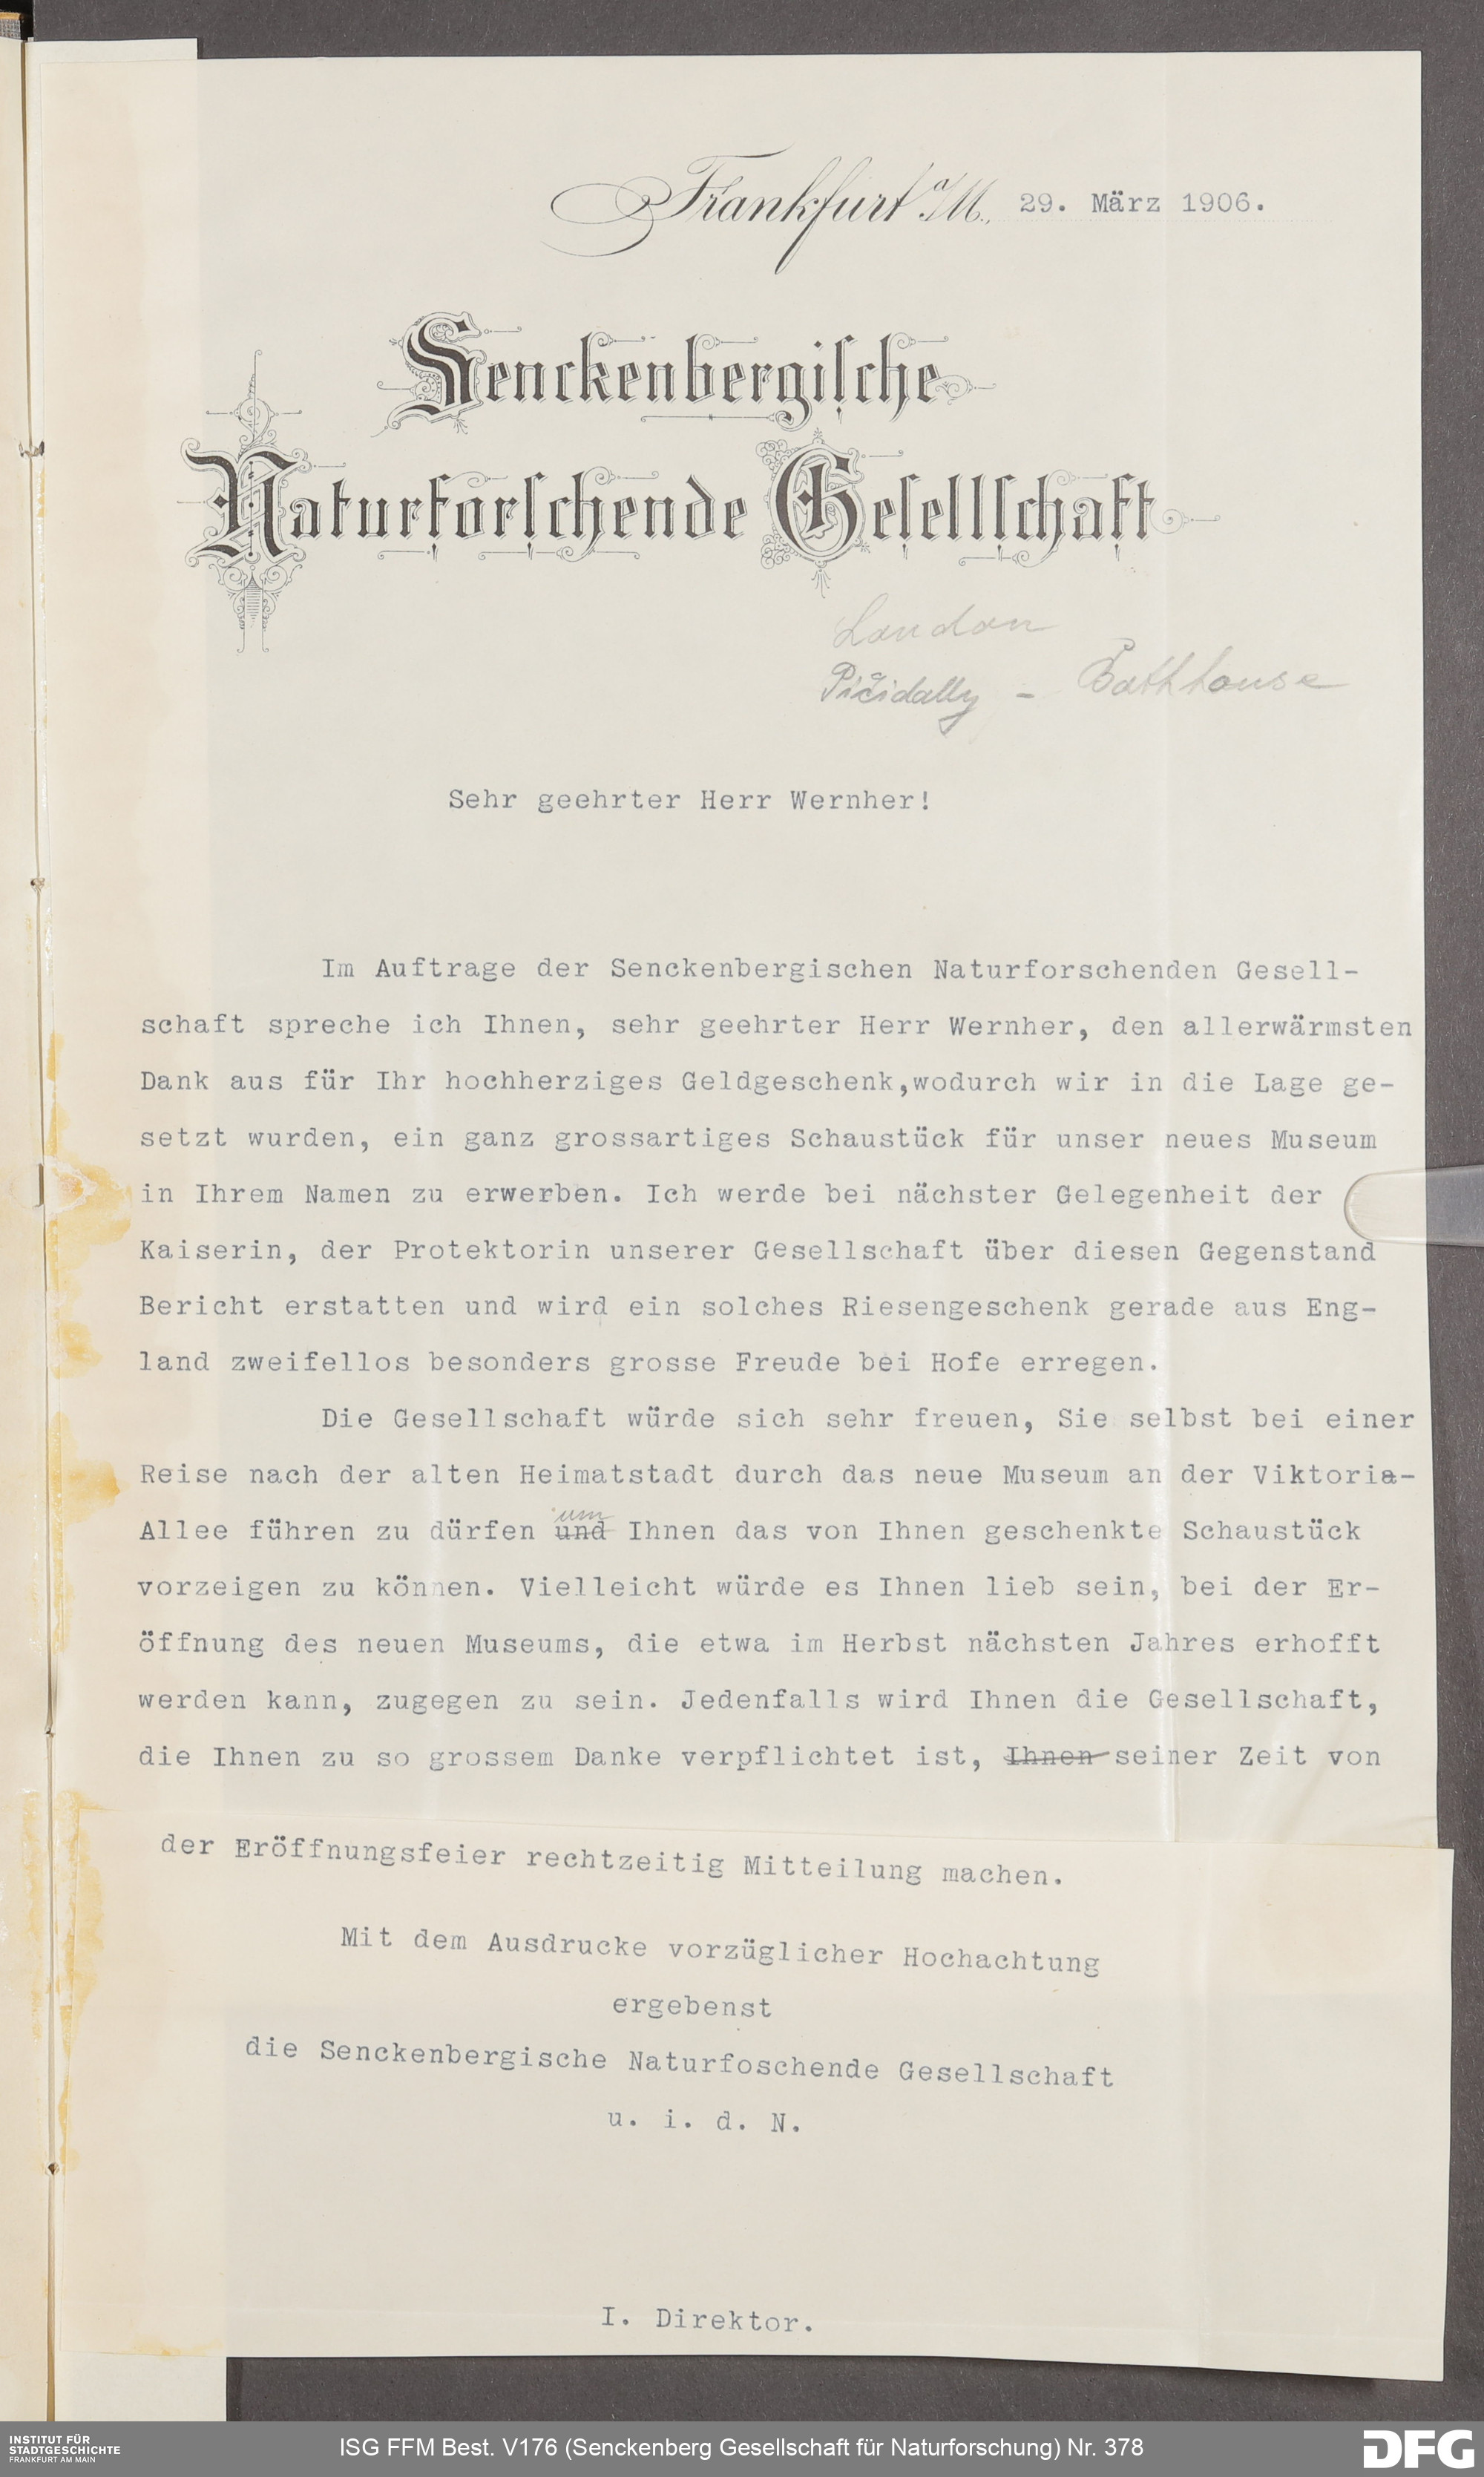 Frankfurt a/M., 29. März 1906.
Senckenbergische
Naturforschende Gesellschaft
London
Picidally - Bathhouse
Sehr geehrter Herr Wernher!
Im Auftrage der Senckenbergischen Naturforschenden Gesell-
schaft spreche ich Ihnen, sehr geehrter Herr Wernher, den allerwärmsten
Dank aus für Ihr hochherziges Geldgeschenk,wodurch wir in die Lage ge-
setzt wurden, ein ganz grossartiges Schaustück für unser neues Museum
in Ihrem Namen zu erwerben. Ich werde bei nächster Gelegenheit der
Kaiserin, der Protektorin unserer Gesellschaft über diesen Gegenstand
Bericht erstatten und wird ein solches Riesengeschenk gerade aus Eng-
land zweifellos besonders grosse Freude bei Hofe erregen.
Die Gesellschaft würde sich sehr freuen, Sie selbst bei einer
Reise nach der alten Heimatstadt durch das neue Museum an der Viktoria-
um
Allee führen zu dürfen und Ihnen das von Ihnen geschenkte Schaustück
vorzeigen zu können. Vielleicht würde es Ihnen lieb sein, bei der Er-
öffnung des neuen Museums, die etwa im Herbst nächsten Jahres erhofft
werden kann, zugegen zu sein. Jedenfalls wird Ihnen die Gesellschaft,
die Ihnen zu so grossem Danke verpflichtet ist, Ihnen seiner Zeit von
der Eröffnungsfeier rechtzeitig Mitteilung machen.
Mit dem Ausdrucke vorzüglicher Hochachtung
ergebenst
die Senckenbergische Naturfoschende Gesellschaft
u. i. d. N.
I. Direktor.
INSTITUT FÜR
STADTGESCHICHTE
FRANKFURT AM MAIN
ISG FFM Best. V176 (Senckenberg Gesellschaft für Naturforschung) Nr. 378
DFG